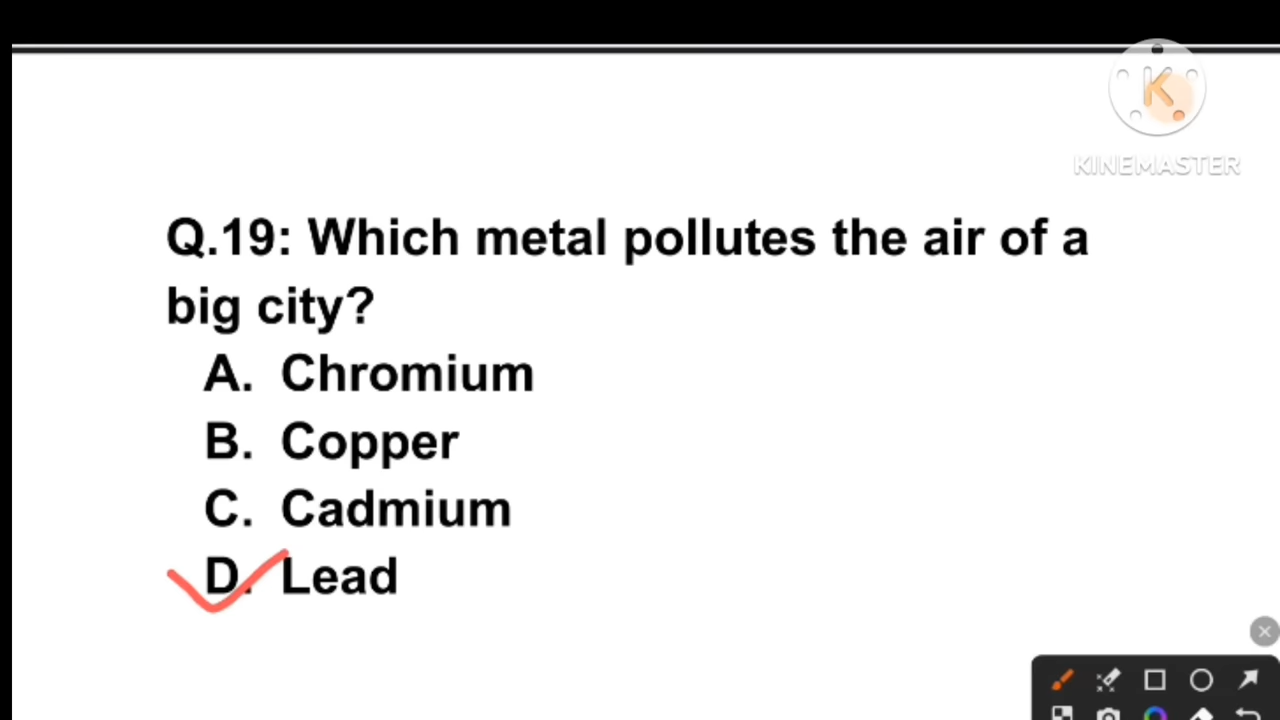 K
KINEMASTER
Q.19: Which metal pollutes the air of a
big city?
A. Chromium
B. Copper
C. Cadmium
D. Lead